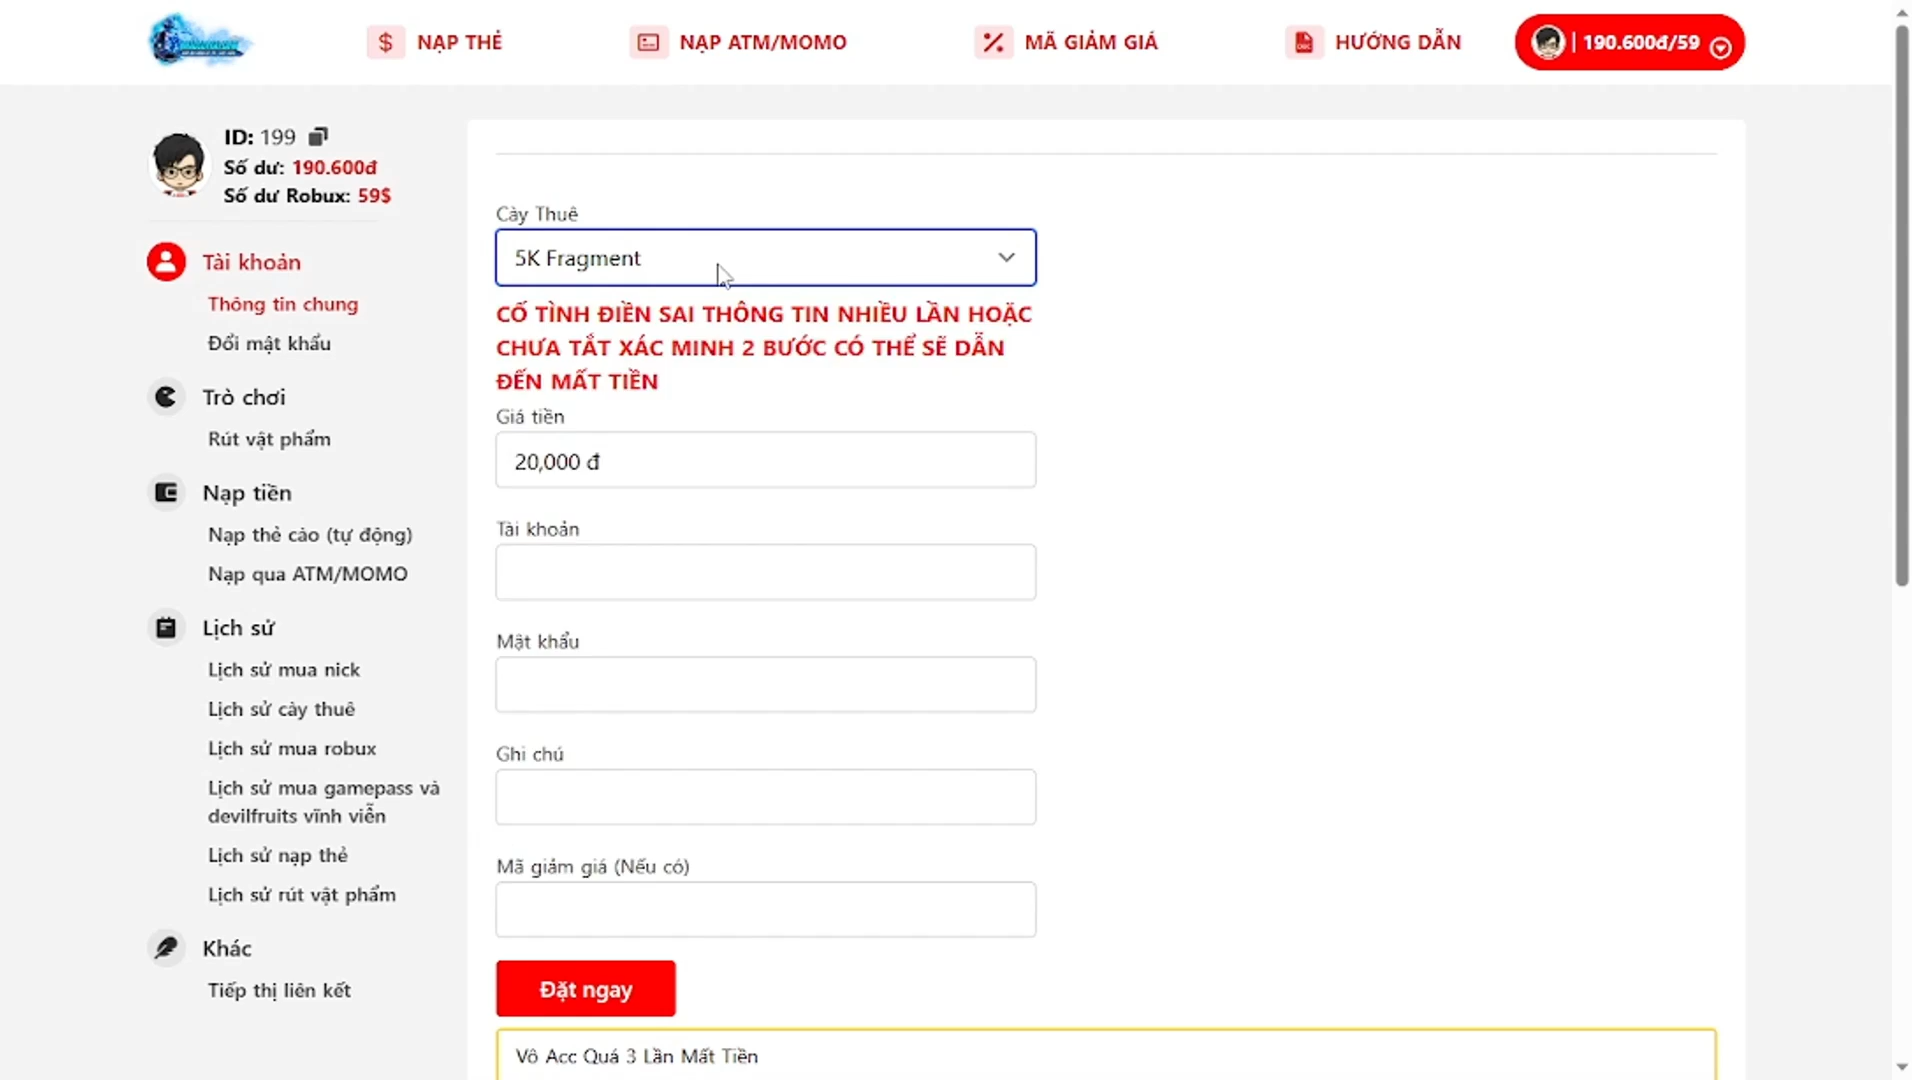 NẠP THẺ
NẠP ATM/MOMO
MÃ GIẢM GIÁ
HƯỚNG DẪN
| 190.600đ/59
ID: 199
Số dư: 190.600đ
Số dư Robux: 59$
Tài khoản
Thông tin chung
Đổi mật khẩu
Trò chơi
Rút vật phẩm
Nạp tiền
Nạp thẻ cào (tự động)
Nạp qua ATM/MOMO
Lịch sử
Lịch sử mua nick
Lịch sử cày thuê
Lịch sử mua robux
Lịch sử mua gamepass và
devilfruits vĩnh viễn
Lịch sử nạp thẻ
Lịch sử rút vật phẩm
Khác
Tiếp thị liên kết
Cày Thuê
5K Fragment
CỐ TÌNH ĐIỀN SAI THÔNG TIN NHIỀU LẦN HOẶC
CHƯA TẮT XÁC MINH 2 BƯỚC CÓ THỂ SẼ DẪN
ĐẾN MẤT TIỀN
Giá tiền
20,000 đ
Tài khoản
Mật khẩu
Ghi chú
Mã giảm giá (Nếu có)
Đặt ngay
Vô Acc Quá 3 Lần Mất Tiền